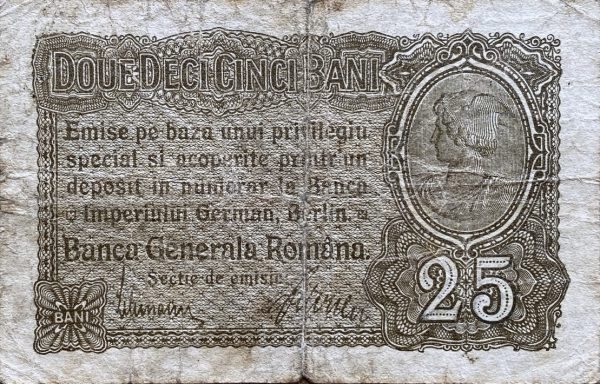 DOUE DECI CINCI BANI
Emise pe baza unui privilegiu
special si acoperite printr'un
deposit in numerar la Banca
Imperiului German, Berlin.
Banca Generala Româna.
Sectie de emisie
25
BANI